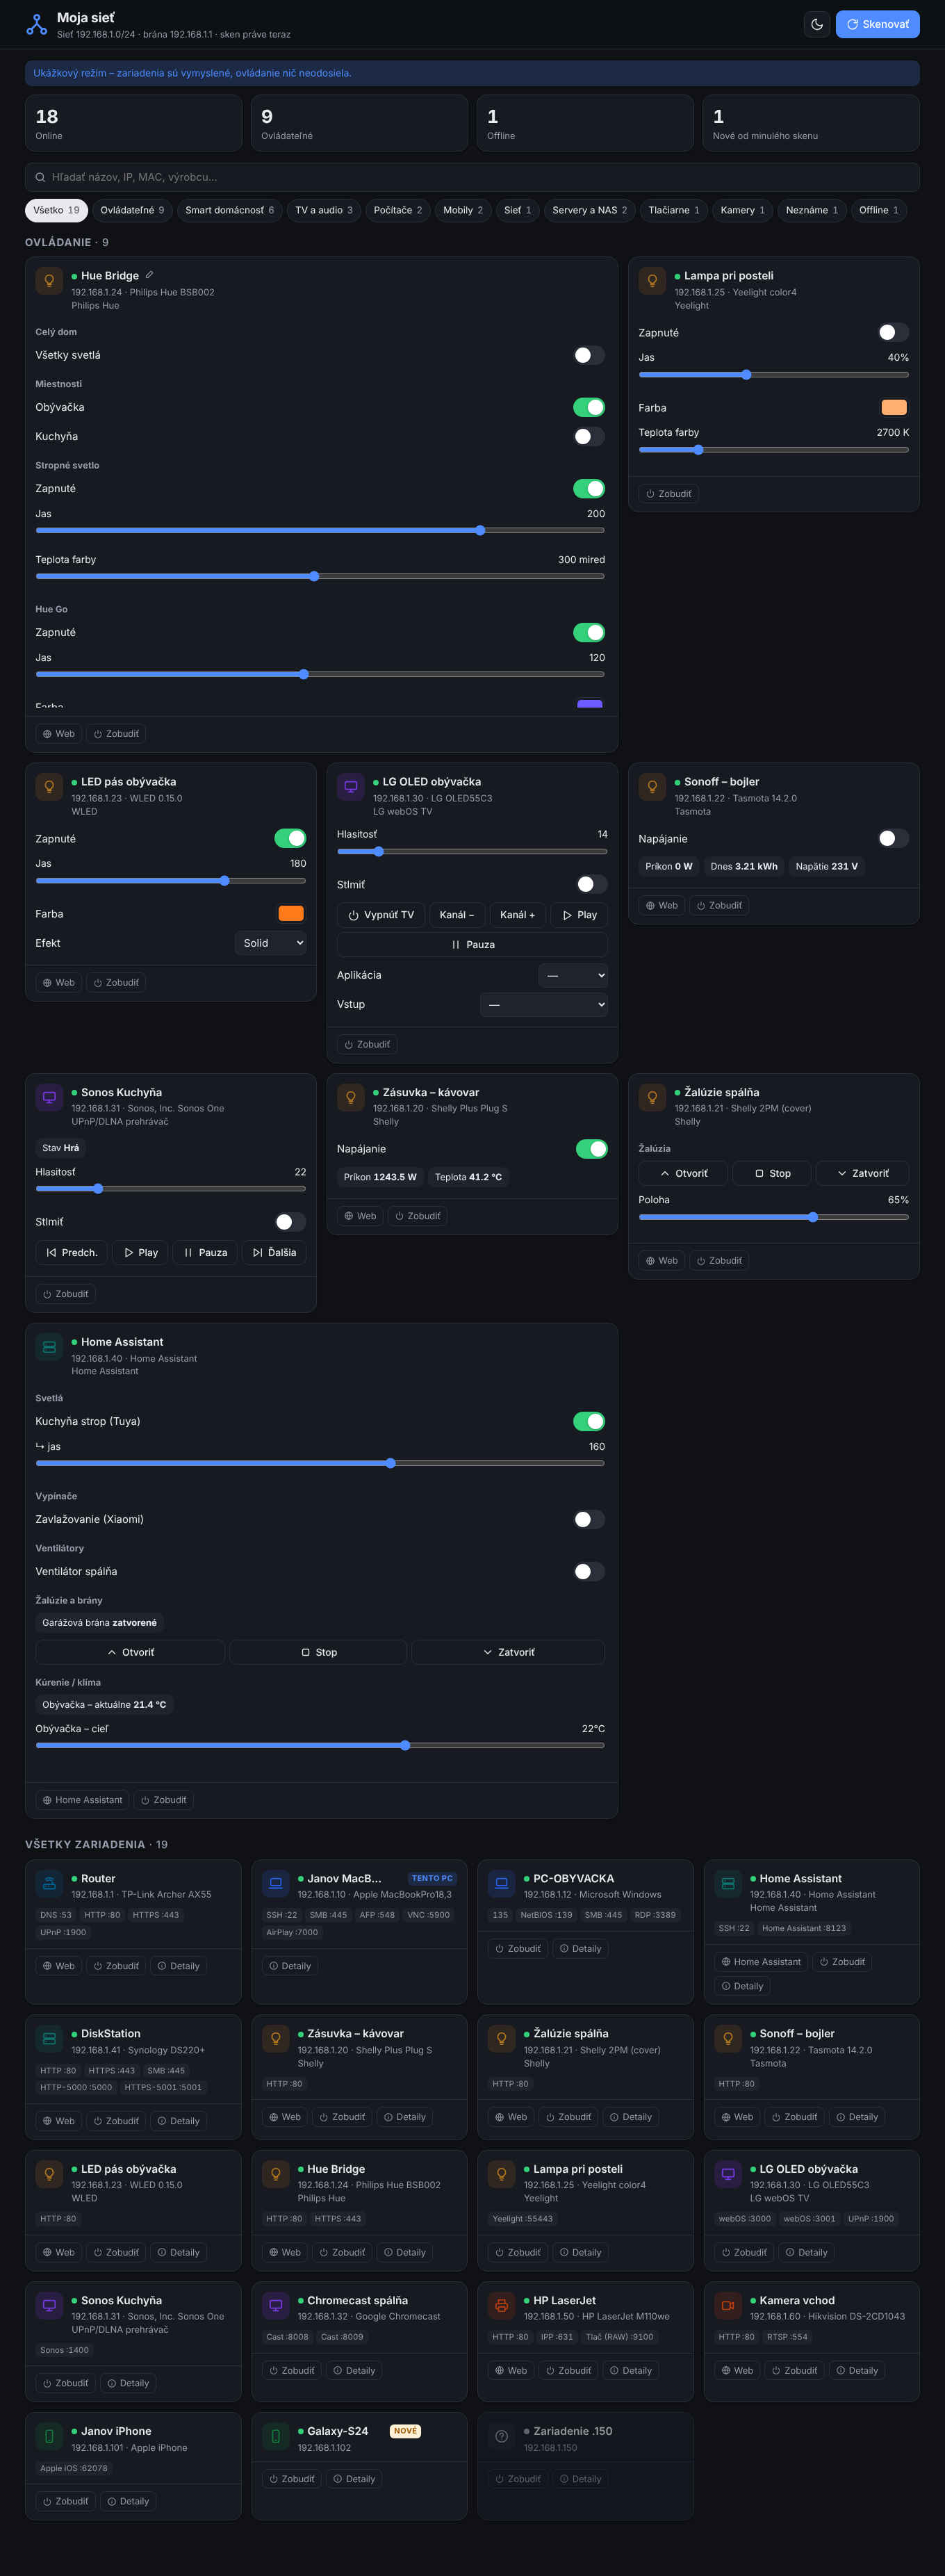 Moja sieť
Sieť 192.168.1.0/24 · brána 192.168.1.1 · sken práve teraz
Skenovať
Ukážkový režim – zariadenia sú vymyslené, ovládanie nič neodosiela.
18
Online
9
Ovládateľné
1
Offline
1
Nové od minulého skenu
Hľadať názov, IP, MAC, výrobcu…
Všetko 19
Ovládateľné 9
Smart domácnosť 6
TV a audio 3
Počítače 2
Mobily 2
Sieť 1
Servery a NAS 2
Tlačiarne 1
Kamery 1
Neznáme 1
Offline 1
OVLÁDANIE · 9
Hue Bridge
192.168.1.24 · Philips Hue BSB002
Philips Hue
Celý dom
Všetky svetlá
Miestnosti
Obývačka
Kuchyňa
Stropné svetlo
Zapnuté
Jas 200
Teplota farby 300 mired
Hue Go
Zapnuté
Jas 120
Farba
Web
Zobudiť
Lampa pri posteli
192.168.1.25 · Yeelight color4
Yeelight
Zapnuté
Jas 40%
Farba
Teplota farby 2700 K
Zobudiť
LED pás obývačka
192.168.1.23 · WLED 0.15.0
WLED
Zapnuté
Jas 180
Farba
Efekt Solid
Web
Zobudiť
LG OLED obývačka
192.168.1.30 · LG OLED55C3
LG webOS TV
Hlasitosť 14
Stlmiť
Vypnúť TV
Kanál −
Kanál +
Play
Pauza
Aplikácia —
Vstup —
Zobudiť
Sonoff – bojler
192.168.1.22 · Tasmota 14.2.0
Tasmota
Napájanie
Príkon 0 W
Dnes 3.21 kWh
Napätie 231 V
Web
Zobudiť
Sonos Kuchyňa
192.168.1.31 · Sonos, Inc. Sonos One
UPnP/DLNA prehrávač
Stav Hrá
Hlasitosť 22
Stlmiť
Predch.
Play
Pauza
Ďalšia
Zobudiť
Zásuvka – kávovar
192.168.1.20 · Shelly Plus Plug S
Shelly
Napájanie
Príkon 1243.5 W
Teplota 41.2 °C
Web
Zobudiť
Žalúzie spálňa
192.168.1.21 · Shelly 2PM (cover)
Shelly
Žalúzia
Otvoriť
Stop
Zatvoriť
Poloha 65%
Web
Zobudiť
Home Assistant
192.168.1.40 · Home Assistant
Home Assistant
Svetlá
Kuchyňa strop (Tuya)
↳ jas 160
Vypínače
Zavlažovanie (Xiaomi)
Ventilátory
Ventilátor spálňa
Žalúzie a brány
Garážová brána zatvorené
Otvoriť
Stop
Zatvoriť
Kúrenie / klíma
Obývačka – aktuálne 21.4 °C
Obývačka – cieľ 22°C
Home Assistant
Zobudiť
VŠETKY ZARIADENIA · 19
Router
192.168.1.1 · TP-Link Archer AX55
DNS :53 HTTP :80 HTTPS :443
UPnP :1900
Web Zobudiť Detaily
Janov MacB... TENTO PC
192.168.1.10 · Apple MacBookPro18,3
SSH :22 SMB :445 AFP :548 VNC :5900
AirPlay :7000
Detaily
PC-OBYVACKA
192.168.1.12 · Microsoft Windows
135 NetBIOS :139 SMB :445 RDP :3389
Zobudiť Detaily
Home Assistant
192.168.1.40 · Home Assistant
Home Assistant
SSH :22 Home Assistant :8123
Home Assistant Zobudiť
Detaily
DiskStation
192.168.1.41 · Synology DS220+
HTTP :80 HTTPS :443 SMB :445
HTTP-5000 :5000 HTTPS-5001 :5001
Web Zobudiť Detaily
Zásuvka – kávovar
192.168.1.20 · Shelly Plus Plug S
Shelly
HTTP :80
Web Zobudiť Detaily
Žalúzie spálňa
192.168.1.21 · Shelly 2PM (cover)
Shelly
HTTP :80
Web Zobudiť Detaily
Sonoff – bojler
192.168.1.22 · Tasmota 14.2.0
Tasmota
HTTP :80
Web Zobudiť Detaily
LED pás obývačka
192.168.1.23 · WLED 0.15.0
WLED
HTTP :80
Web Zobudiť Detaily
Hue Bridge
192.168.1.24 · Philips Hue BSB002
Philips Hue
HTTP :80 HTTPS :443
Web Zobudiť Detaily
Lampa pri posteli
192.168.1.25 · Yeelight color4
Yeelight
Yeelight :55443
Zobudiť Detaily
LG OLED obývačka
192.168.1.30 · LG OLED55C3
LG webOS TV
webOS :3000 webOS :3001 UPnP :1900
Zobudiť Detaily
Sonos Kuchyňa
192.168.1.31 · Sonos, Inc. Sonos One
UPnP/DLNA prehrávač
Sonos :1400
Zobudiť Detaily
Chromecast spálňa
192.168.1.32 · Google Chromecast
Cast :8008 Cast :8009
Zobudiť Detaily
HP LaserJet
192.168.1.50 · HP LaserJet M110we
HTTP :80 IPP :631 Tlač (RAW) :9100
Web Zobudiť Detaily
Kamera vchod
192.168.1.60 · Hikvision DS-2CD1043
HTTP :80 RTSP :554
Web Zobudiť Detaily
Janov iPhone
192.168.1.101 · Apple iPhone
Apple iOS :62078
Zobudiť Detaily
Galaxy-S24 NOVÉ
192.168.1.102
Zobudiť Detaily
Zariadenie .150
192.168.1.150
Zobudiť Detaily